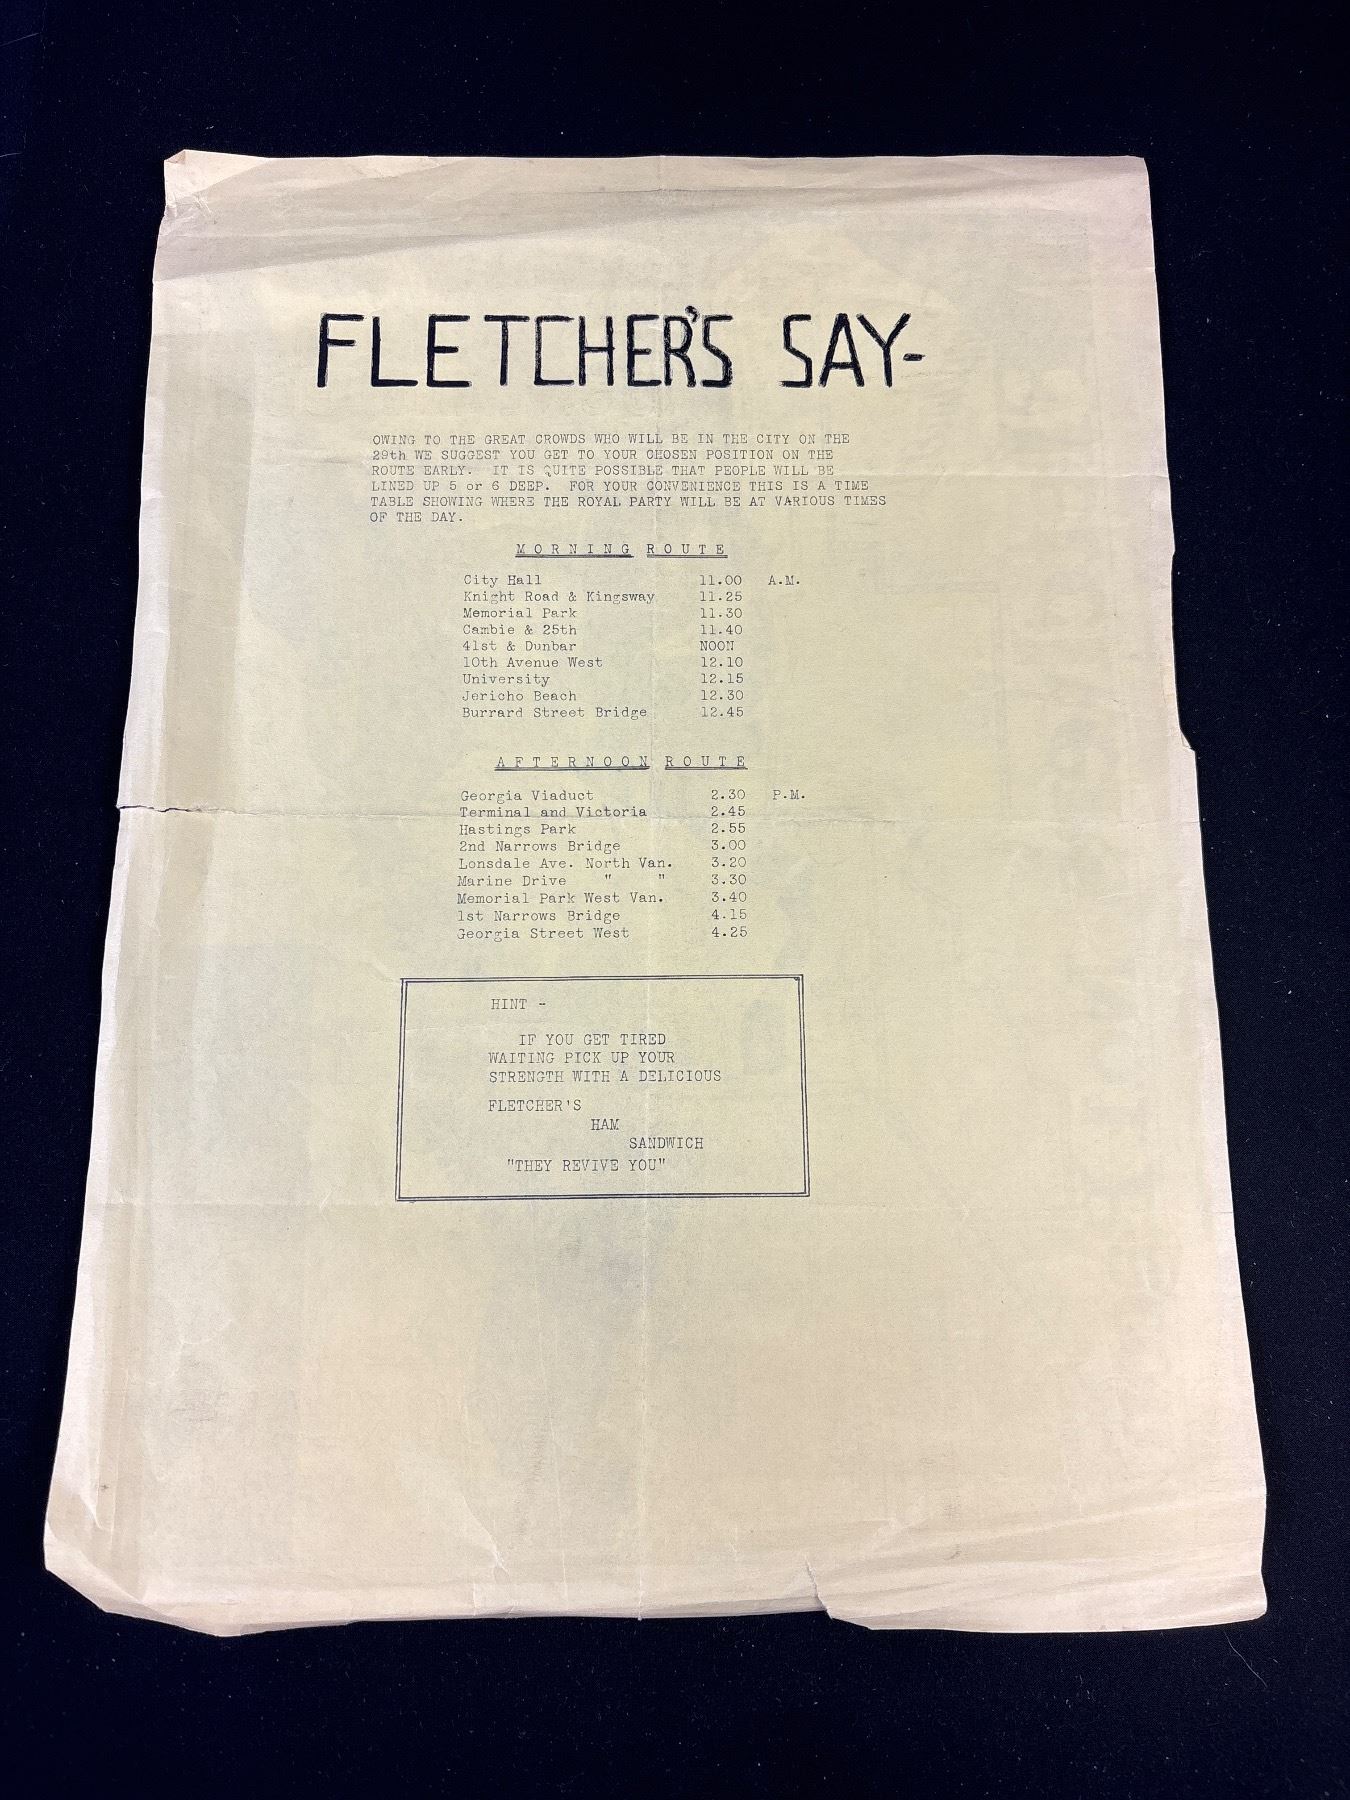 FLETCHER'S SAY-
OWING TO THE GREAT CROWDS WHO WILL BE IN THE CITY ON THE
29th WE SUGGEST YOU GET TO YOUR CHOSEN POSITION ON THE
ROUTE EARLY. IT IS QUITE POSSIBLE THAT PEOPLE WILL BE
LINED UP 5 or 6 DEEP. FOR YOUR CONVENIENCE THIS IS A TIME
TABLE SHOWING WHERE THE ROYAL PARTY WILL BE AT VARIOUS TIMES
OF THE DAY.
MORNING ROUTE
City Hall 11.00 A.M.
Knight Road & Kingsway 11.25
Memorial Park 11.30
Cambie & 25th 11.40
41st & Dunbar NOON
10th Avenue West 12.10
University 12.15
Jericho Beach 12.30
Burrard Street Bridge 12.45
AFTERNOON ROUTE
Georgia Viaduct 2.30 P.M.
Terminal and Victoria 2.45
Hastings Park 2.55
2nd Narrows Bridge 3.00
Lonsdale Ave. North Van. 3.20
Marine Drive " " 3.30
Memorial Park West Van. 3.40
1st Narrows Bridge 4.15
Georgia Street West 4.25
HINT -
IF YOU GET TIRED
WAITING PICK UP YOUR
STRENGTH WITH A DELICIOUS
FLETCHER'S
HAM
SANDWICH
"THEY REVIVE YOU"